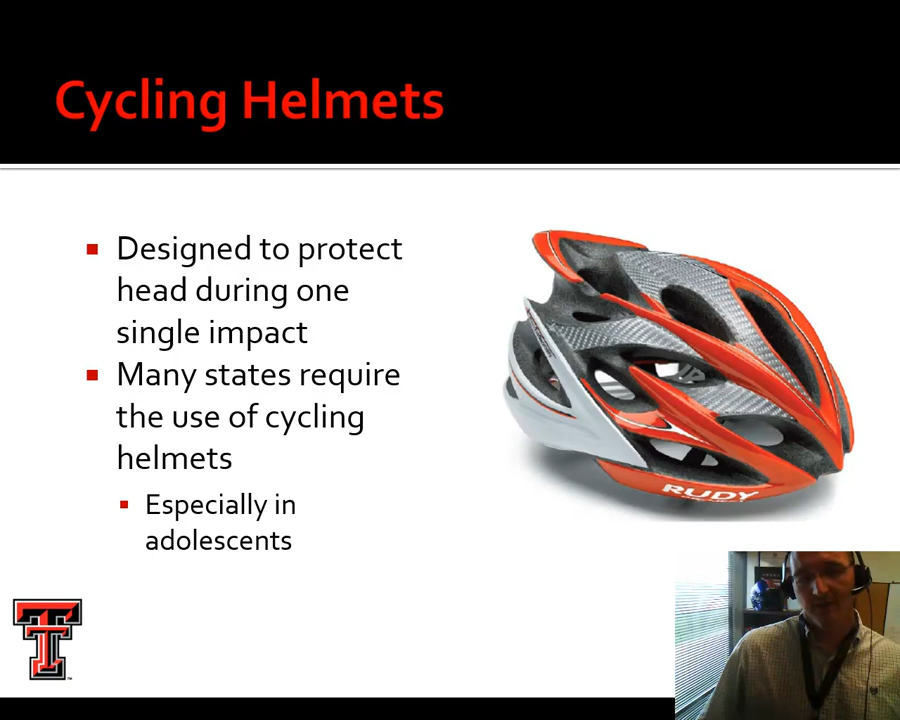 Cycling Helmets
Designed to protect
head during one
single impact
Many states require
the use of cycling
helmets
Especially in
adolescents
RUDY